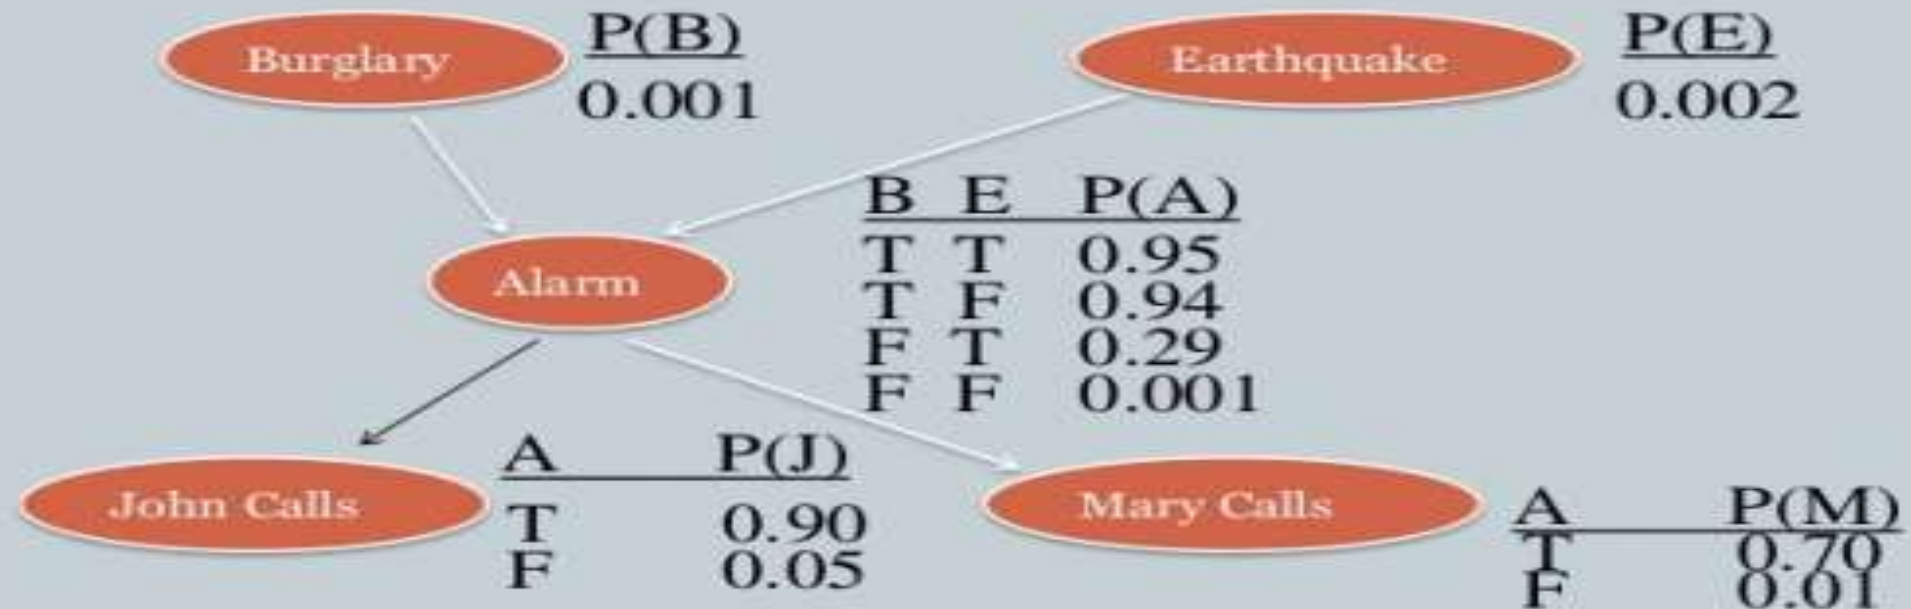 Burglary
P(B)
0.001
Earthquake
P(E)
0.002
Alarm
B E P(A)
T T 0.95
T F 0.94
F T 0.29
F F 0.001
John Calls
A P(J)
T 0.90
F 0.05
Mary Calls
A P(M)
T 0.70
F 0.01